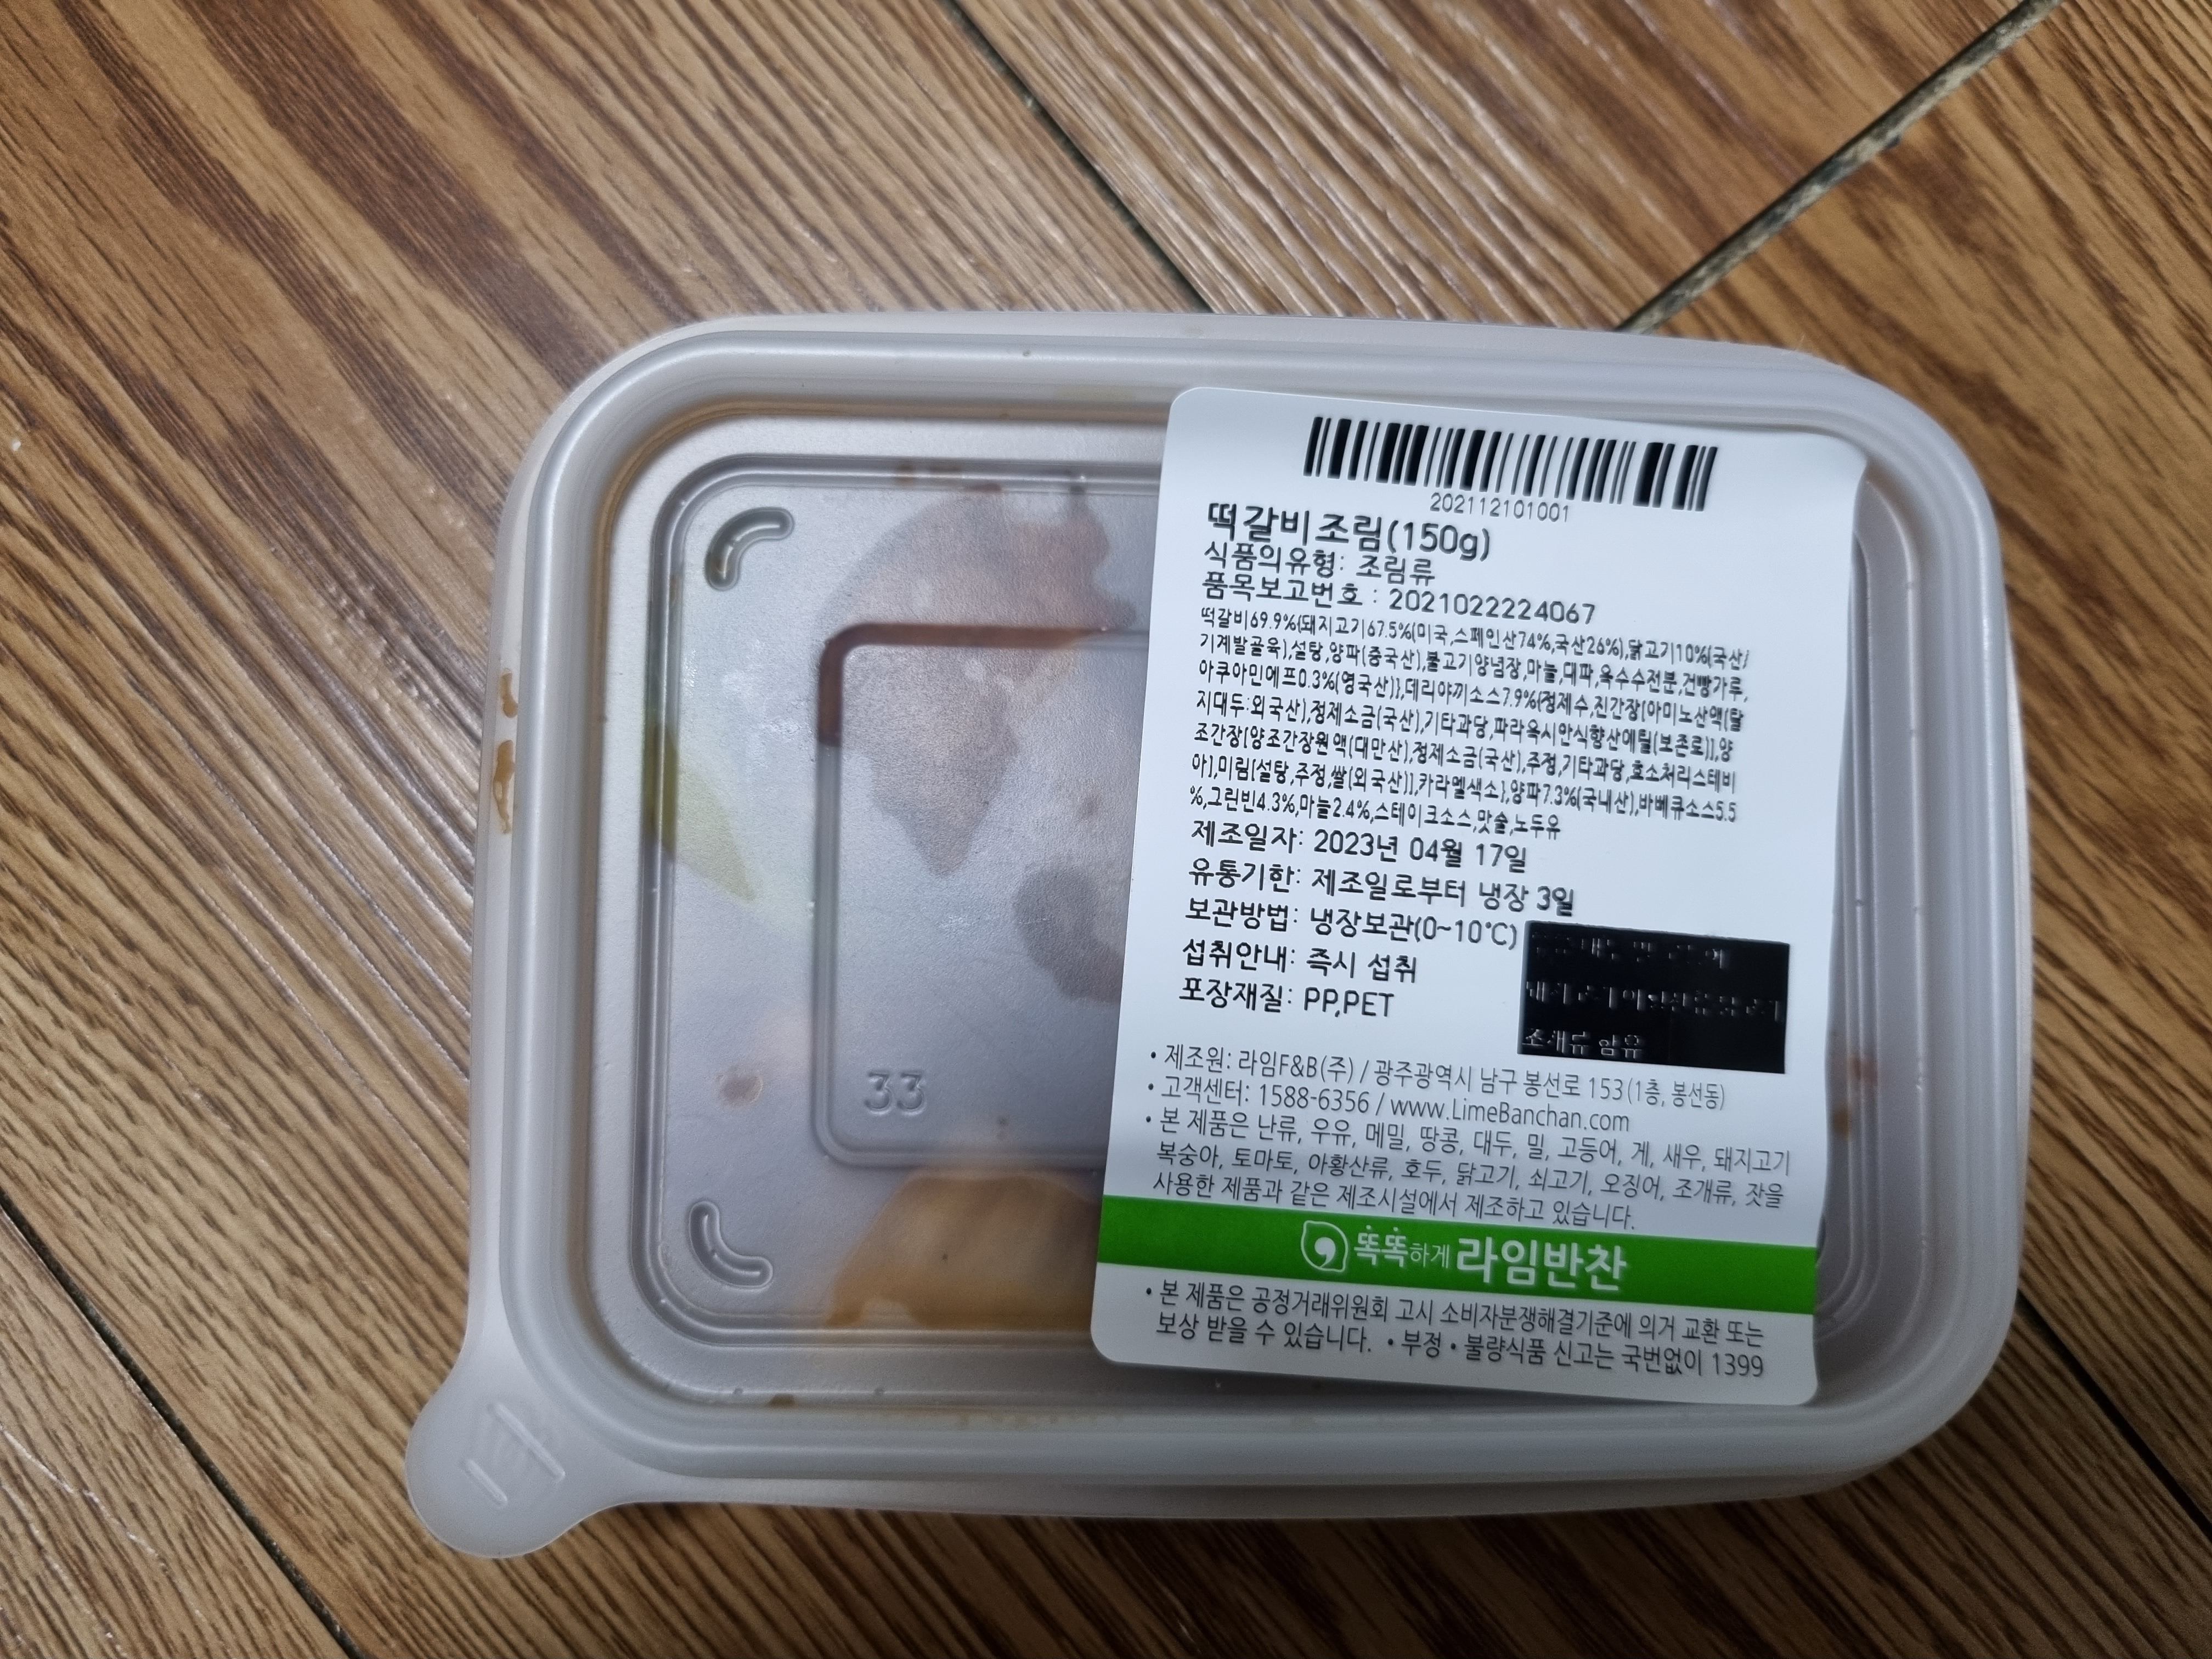 202112101001
떡갈비조림(150g)
식품의유형: 조림류
품목보고번호 : 2021022224067
떡갈비69.9%{돼지고기67.5%(미국,스페인산74%,국산26%),닭고기10%(국산/
기계발골육),설탕,양파(중국산),불고기양념장,마늘,대파,옥수수전분,건빵가루,
아쿠아민에프0.3%(영국산)},데리야끼소스7.9%{정제수,진간장[아미노산액(탈
지대두:외국산),정제소금(국산),기타과당,파라옥시안식향산에틸(보존료)],양
조간장[양조간장원액(대만산),정제소금(국산),주정,기타과당,효소처리스테비
아],미림[설탕,주정,쌀(외국산)],카라멜색소},양파7.3%(국내산),바베큐소스5.5
%,그린빈4.3%,마늘2.4%,스테이크소스,맛술,노두유
제조일자: 2023년 04월 17일
유통기한: 제조일로부터 냉장 3일
보관방법: 냉장보관(0~10℃)
섭취안내: 즉시 섭취
포장재질: PP,PET
조개류 함유
• 제조원: 라임F&B(주) / 광주광역시 남구 봉선로 153(1층, 봉선동)
• 고객센터: 1588-6356 / www.LimeBanchan.com
• 본 제품은 난류, 우유, 메밀, 땅콩, 대두, 밀, 고등어, 게, 새우, 돼지고기
복숭아, 토마토, 아황산류, 호두, 닭고기, 쇠고기, 오징어, 조개류, 잣을
사용한 제품과 같은 제조시설에서 제조하고 있습니다.
똑똑하게 라임반찬
• 본 제품은 공정거래위원회 고시 소비자분쟁해결기준에 의거 교환 또는
보상 받을 수 있습니다. • 부정 • 불량식품 신고는 국번없이 1399
33